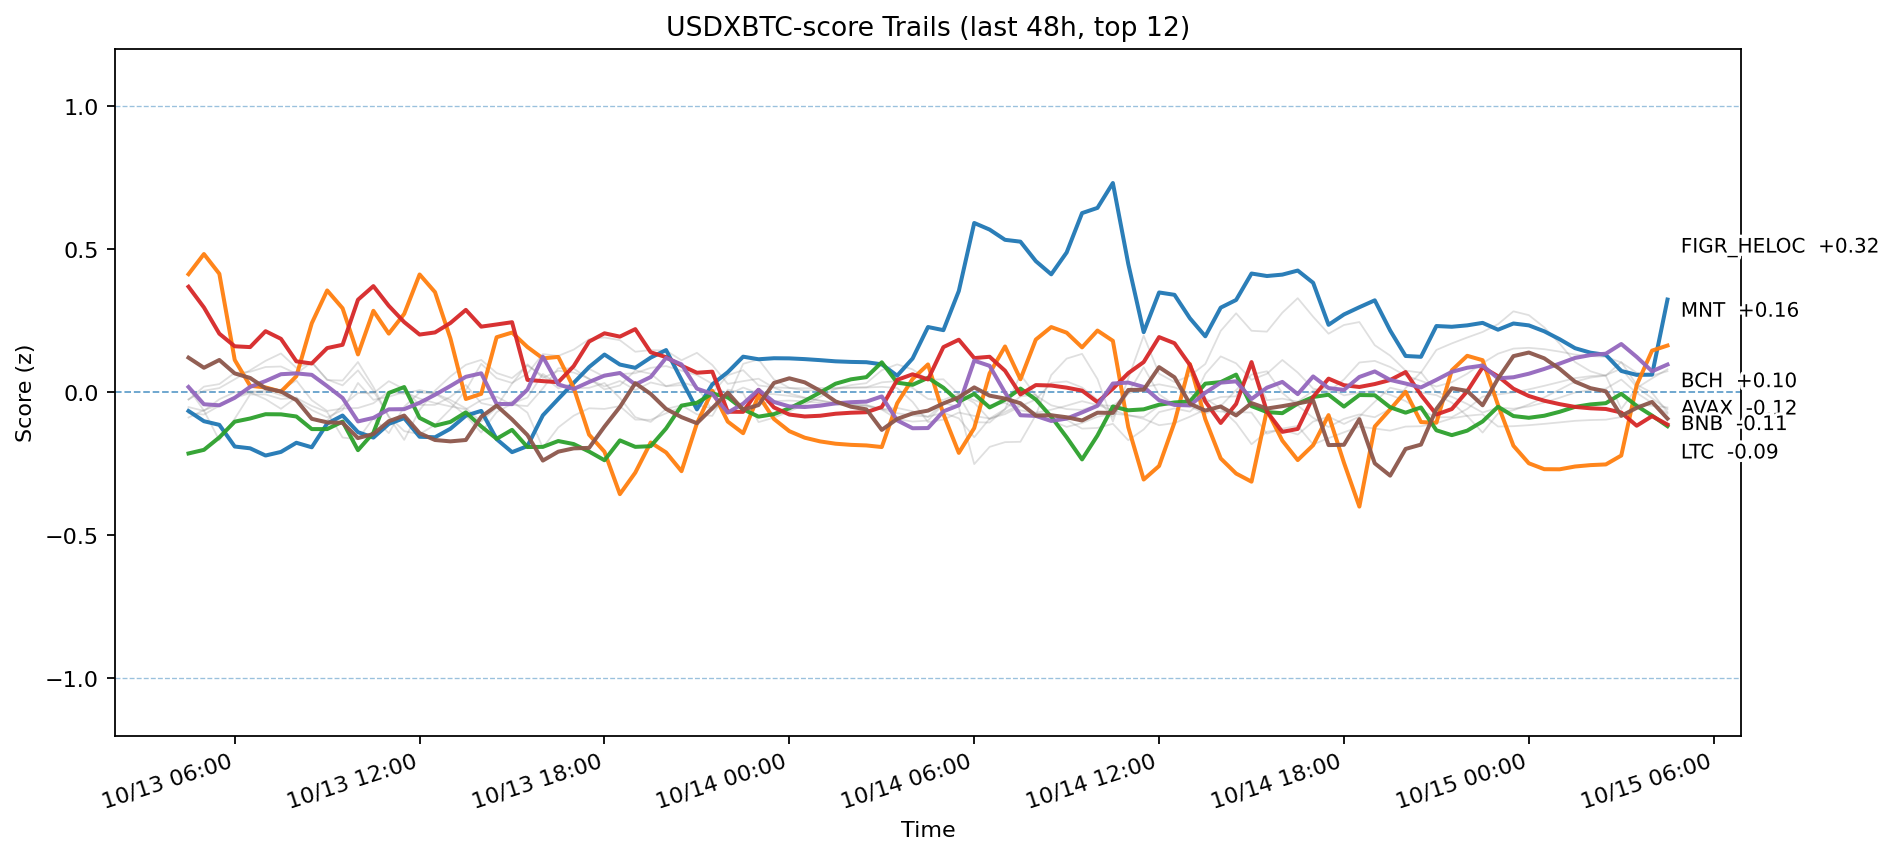 USDXBTC-score Trails (last 48h, top 12)
1.0
0.5
0.0
−0.5
−1.0
Score (z)
FIGR_HELOC +0.32
MNT +0.16
BCH +0.10
AVAX -0.12
BNB -0.11
LTC -0.09
10/13 06:00
10/13 12:00
10/13 18:00
10/14 00:00
10/14 06:00
10/14 12:00
10/14 18:00
10/15 00:00
10/15 06:00
Time